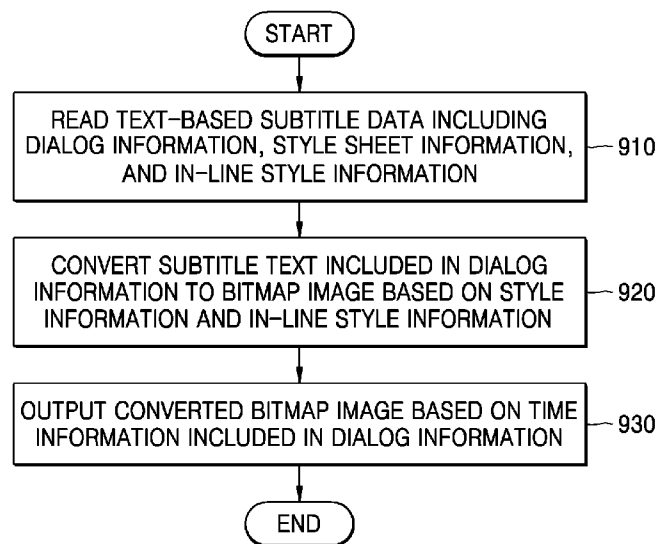 START
READ TEXT-BASED SUBTITLE DATA INCLUDING
DIALOG INFORMATION, STYLE SHEET INFORMATION,
AND IN-LINE STYLE INFORMATION
910
CONVERT SUBTITLE TEXT INCLUDED IN DIALOG
INFORMATION TO BITMAP IMAGE BASED ON STYLE
INFORMATION AND IN-LINE STYLE INFORMATION
920
OUTPUT CONVERTED BITMAP IMAGE BASED ON TIME
INFORMATION INCLUDED IN DIALOG INFORMATION
930
END